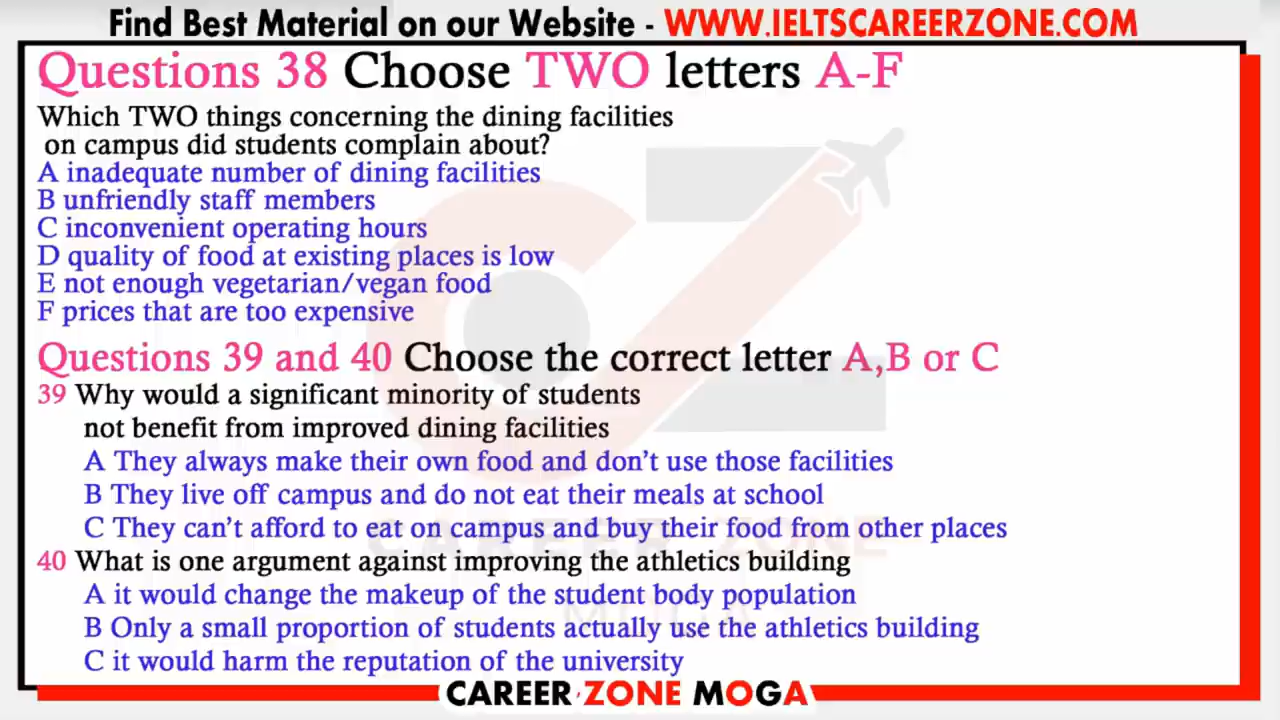 Find Best Material on our Website - WWW.IELTSCAREERZONE.COM
Questions 38 Choose TWO letters A-F
Which TWO things concerning the dining facilities
on campus did students complain about?
A inadequate number of dining facilities
B unfriendly staff members
C inconvenient operating hours
D quality of food at existing places is low
E not enough vegetarian/vegan food
F prices that are too expensive
Questions 39 and 40 Choose the correct letter A,B or C
39 Why would a significant minority of students
not benefit from improved dining facilities
A They always make their own food and don't use those facilities
B They live off campus and do not eat their meals at school
C They can't afford to eat on campus and buy their food from other places
CAREER ZONE
40 What is one argument against improving the athletics building
A it would change the makeup of the student body population
MOGA
B Only a small proportion of students actually use the athletics building
C it would harm the reputation of the university
CAREER ZONE MOGA